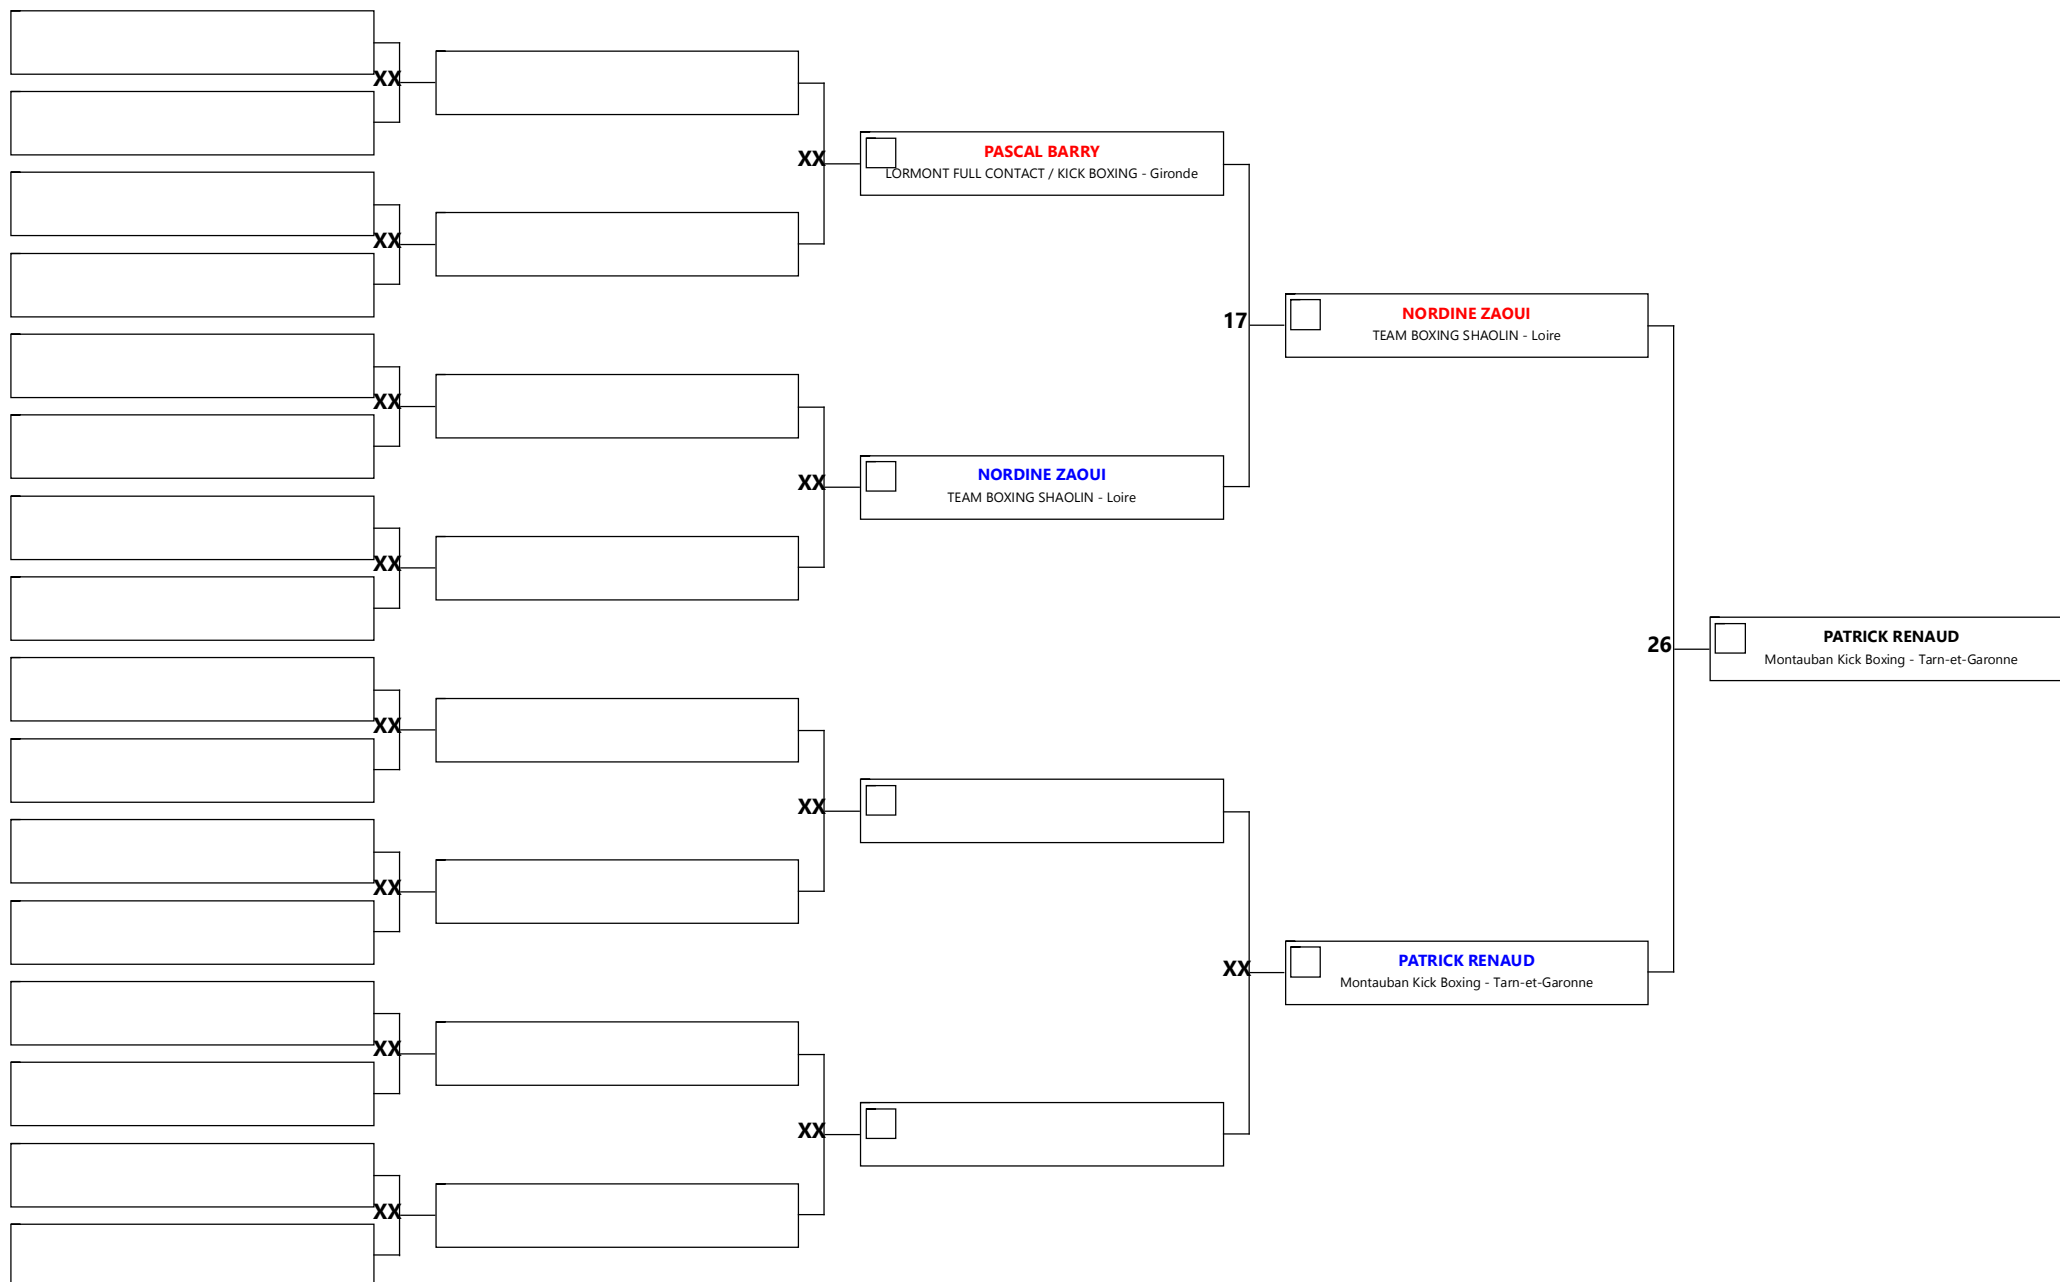 XX
XX
PASCAL BARRY
LORMONT FULL CONTACT / KICK BOXING - Gironde
XX
17
NORDINE ZAOUI
TEAM BOXING SHAOLIN - Loire
XX
XX
NORDINE ZAOUI
TEAM BOXING SHAOLIN - Loire
XX
26
PATRICK RENAUD
Montauban Kick Boxing - Tarn-et-Garonne
XX
XX
XX
XX
PATRICK RENAUD
Montauban Kick Boxing - Tarn-et-Garonne
XX
XX
XX